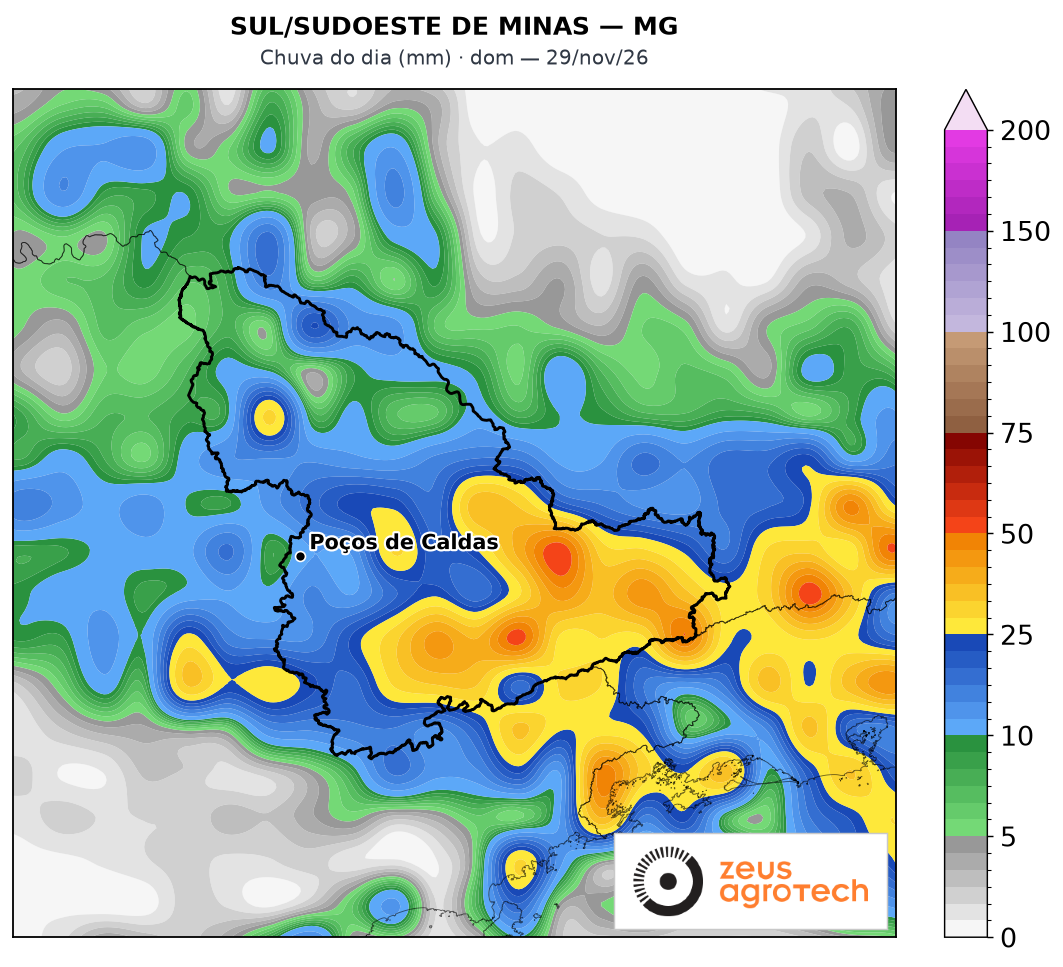 SUL/SUDOESTE DE MINAS — MG
Chuva do dia (mm) · dom — 29/nov/26
200
150
100
75
50
25
10
5
0
Poços de Caldas
zeus
agrotech